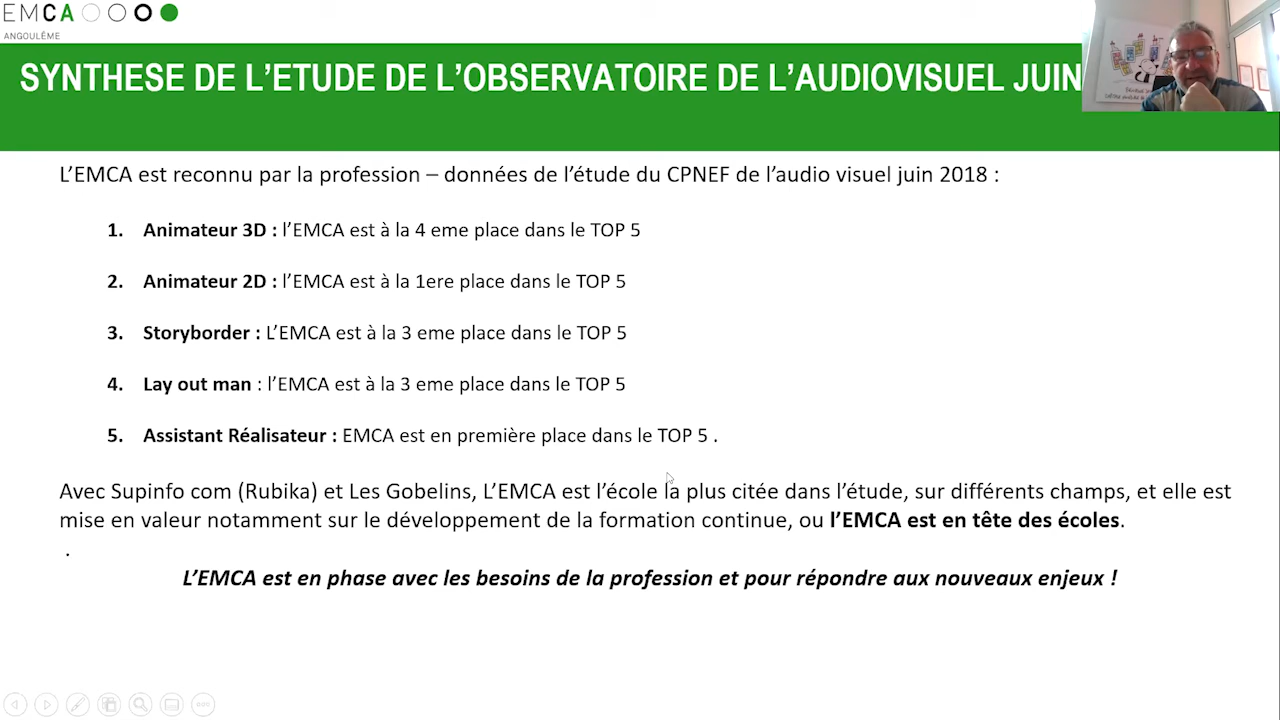 EMCA
ANGOULÊME
SYNTHESE DE L’ETUDE DE L’OBSERVATOIRE DE L’AUDIOVISUEL JUIN
L’EMCA est reconnu par la profession – données de l’étude du CPNEF de l’audio visuel juin 2018 :
1. Animateur 3D : l’EMCA est à la 4 eme place dans le TOP 5
2. Animateur 2D : l’EMCA est à la 1ere place dans le TOP 5
3. Storyborder : L’EMCA est à la 3 eme place dans le TOP 5
4. Lay out man : l’EMCA est à la 3 eme place dans le TOP 5
5. Assistant Réalisateur : EMCA est en première place dans le TOP 5 .
Avec Supinfo com (Rubika) et Les Gobelins, L’EMCA est l’école la plus citée dans l’étude, sur différents champs, et elle est
mise en valeur notamment sur le développement de la formation continue, ou l’EMCA est en tête des écoles.
.
L’EMCA est en phase avec les besoins de la profession et pour répondre aux nouveaux enjeux !